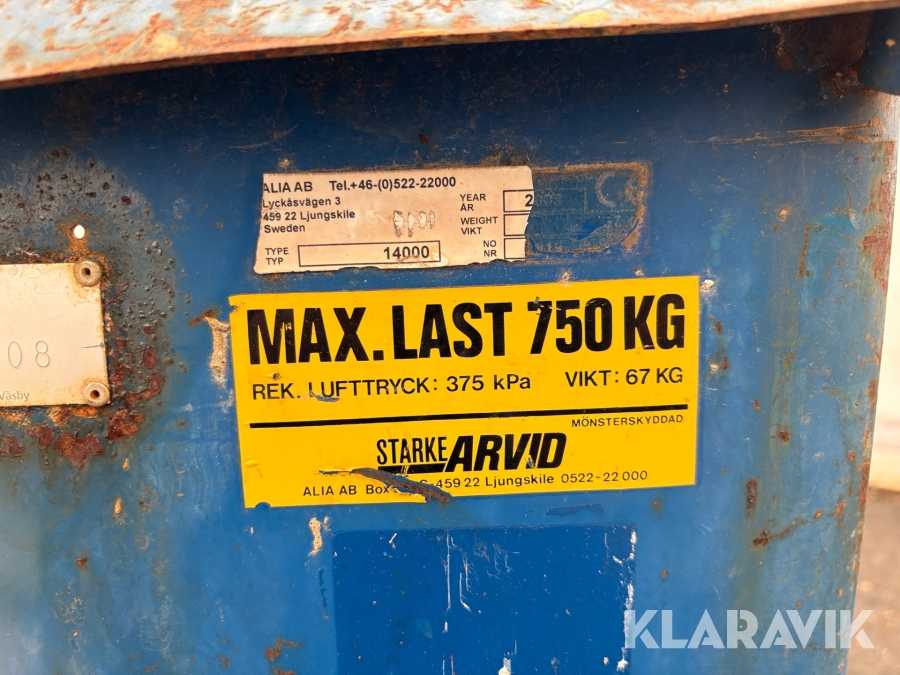 ALIA AB Tel.+46-(0)522-22000
Lyckåsvägen 3
459 22 Ljungskile
Sweden
YEAR
ÅR
WEIGHT
VIKT
TYPE
TYP
14000
NO
NR
08
Väsby
MAX. LAST 750 KG
REK. LUFTTRYCK: 375 kPa VIKT: 67 KG
MÖNSTERSKYDDAD
STARKE ARVID
ALIA AB Box 459 22 Ljungskile 0522-22 000
KLARAVIK